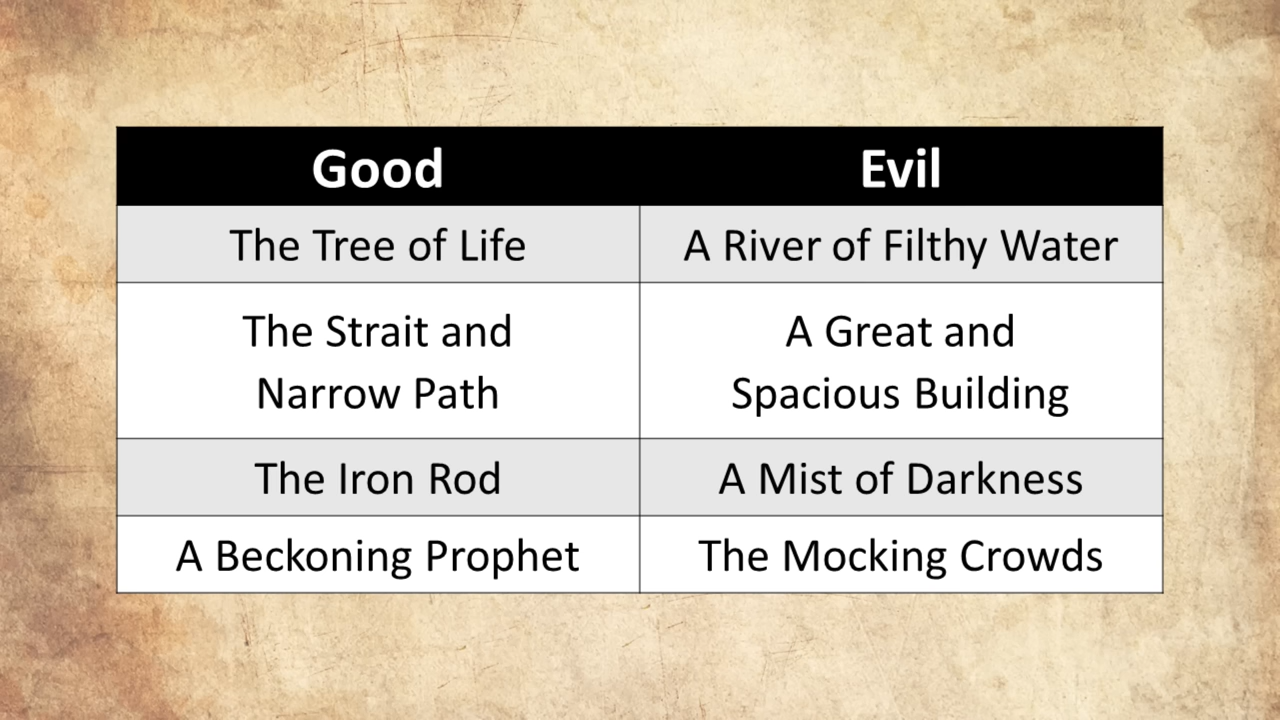 Good Evil
The Tree of Life A River of Filthy Water
The Strait and
Narrow Path
A Great and
Spacious Building
The Iron Rod A Mist of Darkness
A Beckoning Prophet The Mocking Crowds